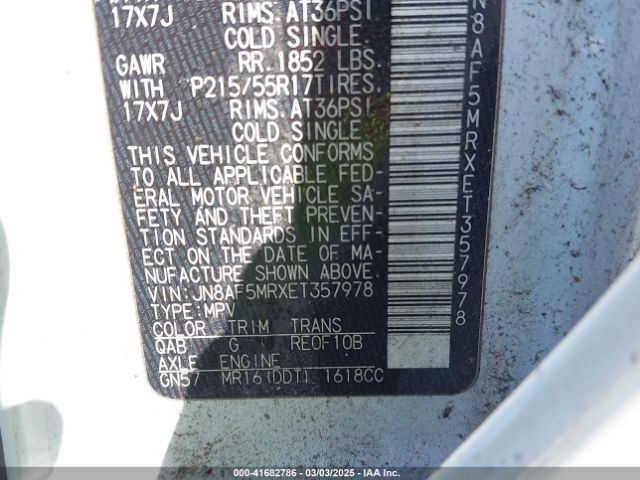 17X7J RIMS.AT36PSI
COLD SINGLE.
GAWR RR.1852 LBS.
WITH P215/55R17TIRES.
17X7J RIMS.AT36PSI
COLD SINGLE.
THIS VEHICLE CONFORMS
TO ALL APPLICABLE FED-
ERAL MOTOR VEHICLE SA-
FETY AND THEFT PREVEN-
TION STANDARDS IN EFF-
ECT ON THE DATE OF MA-
NUFACTURE SHOWN ABOVE.
VIN:JN8AF5MRXET357978
TYPE:MPV
COLOR TRIM TRANS
QAB G RE0F10B
AXLE ENGINE
GN57 MR16(DDT) 1618CC
N8AF5MRXET357978
000-41682786 - 03/03/2025 - IAA Inc.